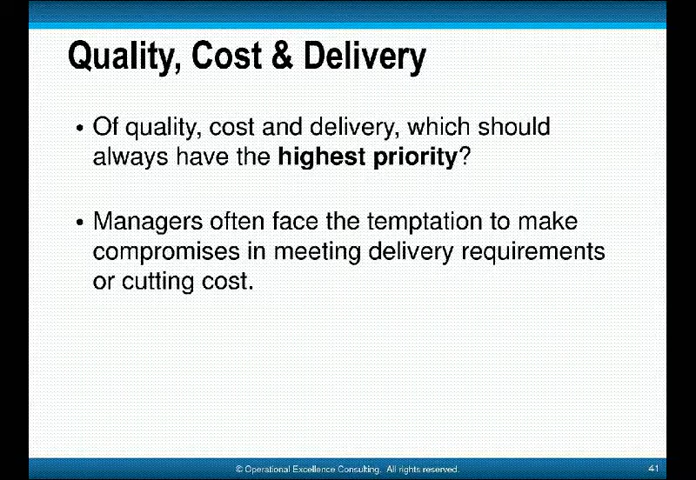 Quality, Cost & Delivery
• Of quality, cost and delivery, which should
always have the highest priority?
• Managers often face the temptation to make
compromises in meeting delivery requirements
or cutting cost.
© Operational Excellence Consulting. All rights reserved.
41